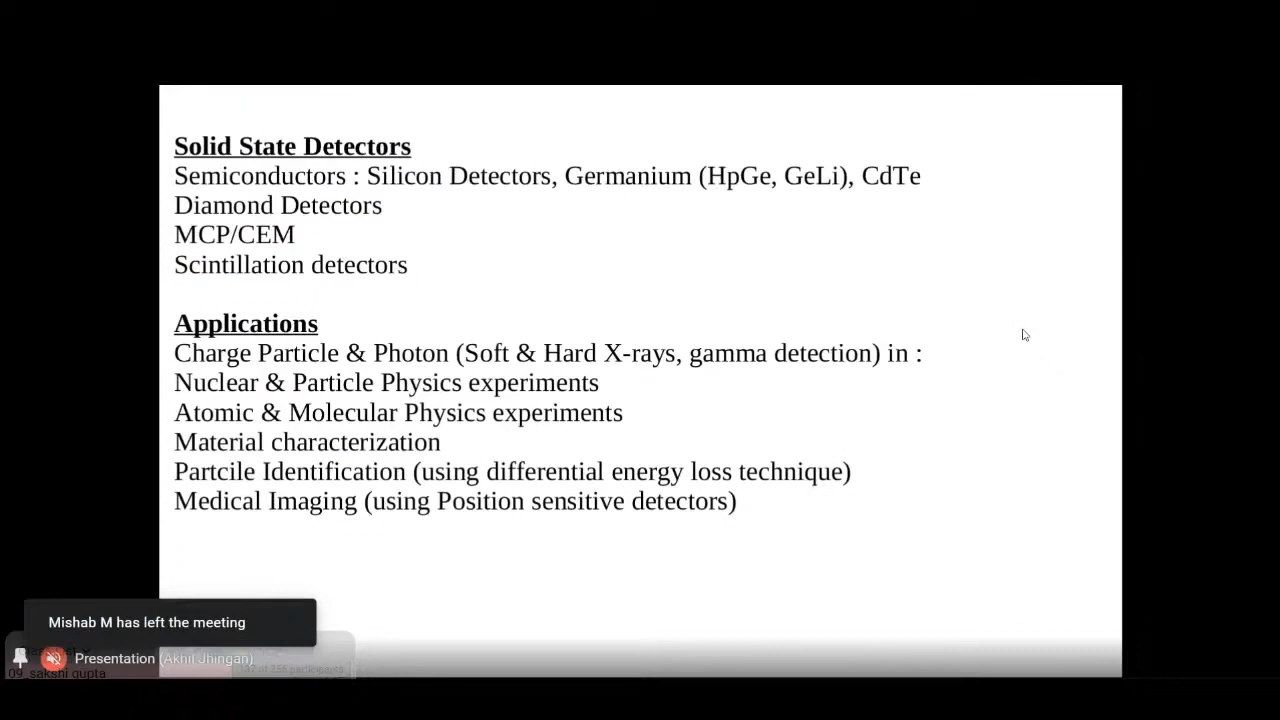 Solid State Detectors
Semiconductors : Silicon Detectors, Germanium (HpGe, GeLi), CdTe
Diamond Detectors
MCP/CEM
Scintillation detectors
Applications
Charge Particle & Photon (Soft & Hard X-rays, gamma detection) in :
Nuclear & Particle Physics experiments
Atomic & Molecular Physics experiments
Material characterization
Partcile Identification (using differential energy loss technique)
Medical Imaging (using Position sensitive detectors)
Mishab M has left the meeting
Presentation (Akhil Jhingan)
09_sakshi gupta